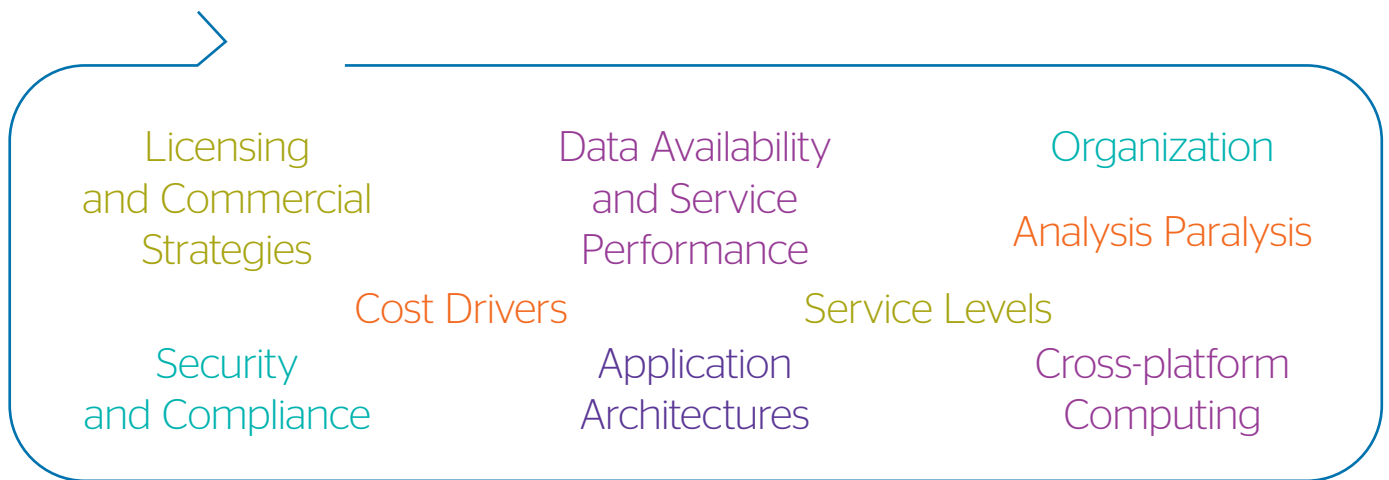 Licensing
and Commercial
Strategies
Data Availability
and Service
Performance
Organization
Analysis Paralysis
Cost Drivers
Service Levels
Security
and Compliance
Application
Architectures
Cross-platform
Computing